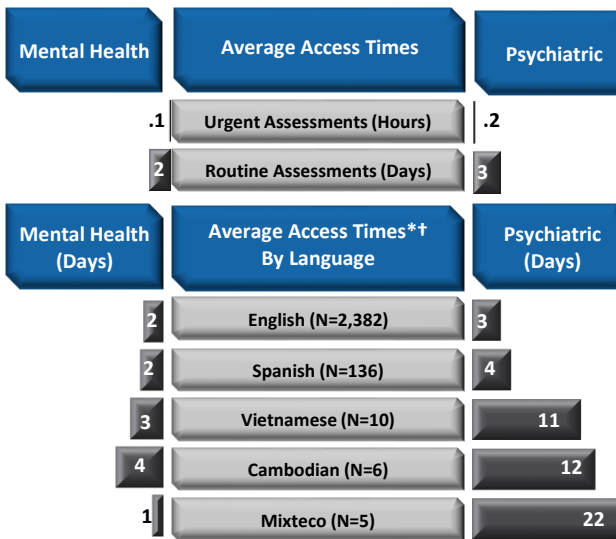 Mental Health
Average Access Times
Psychiatric
.1
Urgent Assessments (Hours)
.2
2
Routine Assessments (Days)
3
Mental Health
(Days)
Average Access Times*†
By Language
Psychiatric
(Days)
2
English (N=2,382)
3
2
Spanish (N=136)
4
3
Vietnamese (N=10)
11
4
Cambodian (N=6)
12
1
Mixteco (N=5)
22